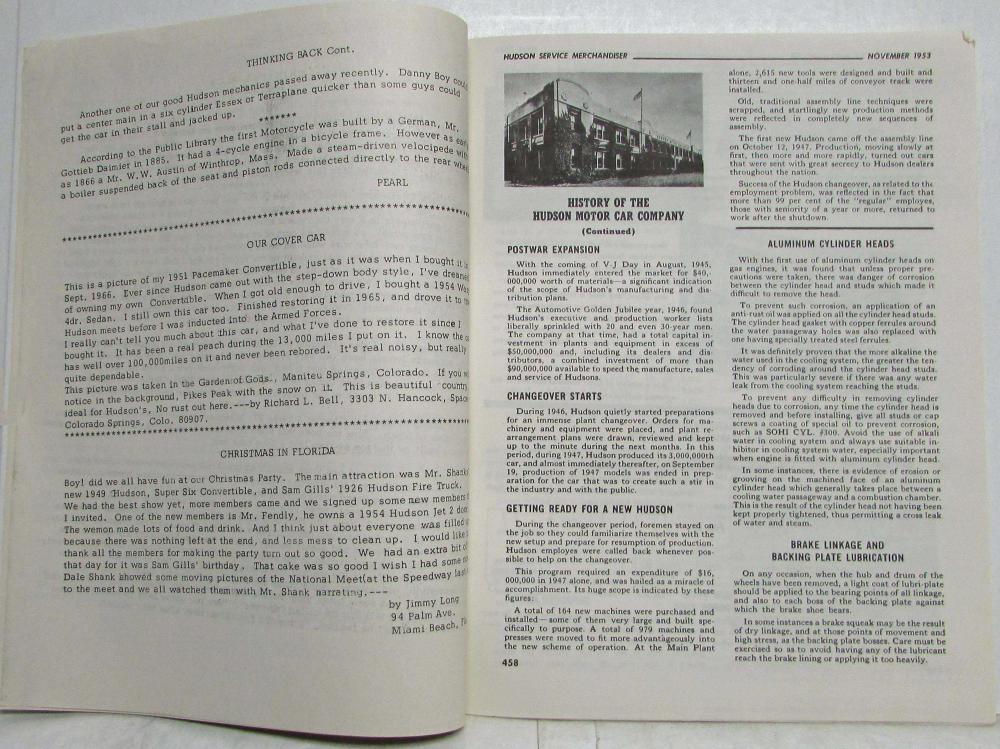 THINKING BACK Cont.
Another one of our good Hudson mechanics passed away recently. Danny Boy could
put a center main in a six cylinder Essex or Terraplane quicker than some guys could
get the car in their stall and jacked up.
*******
According to the Public Library the first Motorcycle was built by a German, Mr.
Gottleib Daimier in 1885. It had a 4-cycle engine in a bicycle frame. However as
as 1866 a Mr. W.W. Austin of Winthrop, Mass. Made a steam-driven velocipede
a boiler suspended back of the seat and piston rods connected directly to the rear
PEARL
OUR COVER CAR
This is a picture of my 1951 Pacemaker Convertible, just as it was when I bought it
Sept. 1966. Ever since Hudson came out with the step-down body style, I've dreamed
of owning my own Convertible. When I got old enough to drive, I bought a 1954
4dr. Sedan. I still own this car too. Finished restoring it in 1965, and drove it to
Hudson meets before I was inducted into the Armed Forces.
I really can't tell you much about this car, and what I've done to restore it since I
bought it. It has been a real peach during the 13,000 miles I put on it. I know the
has well over 100,000miles on it and never been rebored. It's real noisy, but really
quite dependable.
This picture was taken in the Garden of Gods., Maniteu Springs, Colorado. If you
notice in the background, Pikes Peak with the snow on it. This is beautiful country
ideal for Hudson's, No rust out here.---by Richard L. Bell, 3303 N. Hancock,
Colorado Springs, Colo. 80907.
CHRISTMAS IN FLORIDA
Boy! did we all have fun at our Christmas Party. The main attraction was Mr.
new 1949 Hudson, Super Six Convertible, and Sam Gills' 1926 Hudson Fire Truck.
We had the best show yet, more members came and we signed up some new members
I invited. One of the new members is Mr. Fendly, he owns a 1954 Hudson Jet 2
The wemon made lots of food and drink. And I think just about everyone was filled
because there was nothing left at the end, and less mess to clean up. I would like
thank all the members for making the party turn out so good. We had an extra bit
that day for it was Sam Gills' birthday. That cake was so good I wish I had some
Dale Shank showed some moving pictures of the National Meet(at the Speedway
to the meet and we all watched them with Mr. Shank narrating.---
by Jimmy Long
94 Palm Ave.
Miami Beach,
HUDSON SERVICE MERCHANDISER
NOVEMBER 1953
HISTORY OF THE
HUDSON MOTOR CAR COMPANY
(Continued)
POSTWAR EXPANSION
With the coming of V-J Day in August, 1945,
Hudson immediately entered the market for $40,-
000,000 worth of materials—a significant indication
of the scope of Hudson's manufacturing and dis-
tribution plans.
The Automotive Golden Jubilee year, 1946, found
Hudson's executive and production worker lists
liberally sprinkled with 20 and even 30-year men.
The company at that time, had a total capital in-
vestment in plants and equipment in excess of
$50,000,000 and, including its dealers and dis-
tributors, a combined investment of more than
$90,000,000 available to speed the manufacture, sales
and service of Hudsons.
CHANGEOVER STARTS
During 1946, Hudson quietly started preparations
for an immense plant changeover. Orders for ma-
chinery and equipment were placed, and plant re-
arrangement plans were drawn, reviewed and kept
up to the minute during the next months. In this
period, during 1947, Hudson produced its 3,000,000th
car, and almost immediately thereafter, on September
19, production of 1947 models was ended in prep-
aration for the car that was to create such a stir in
the industry and with the public.
GETTING READY FOR A NEW HUDSON
During the changeover period, foremen stayed on
the job so they could familiarize themselves with the
new setup and prepare for resumption of production.
Hudson employes were called back whenever pos-
sible to help on the changeover.
This program required an expenditure of $16,
000,000 in 1947 alone, and was hailed as a miracle of
accomplishment. Its huge scope is indicated by these
figures:
A total of 164 new machines were purchased and
installed—some of them very large and built spe-
cifically to purpose. A total of 979 machines and
presses were moved to fit more advantageously into
the new scheme of operation. At the Main Plant
458
alone, 2,615 new tools were designed and built and
thirteen and one-half miles of conveyor track were
installed.
Old, traditional assembly line techniques were
scrapped, and startlingly new production methods
were reflected in completely new sequences of
assembly.
The first new Hudson came off the assembly line
on October 12, 1947. Production, moving slowly at
first, then more and more rapidly, turned out cars
that were sent with great secrecy to Hudson dealers
throughout the nation.
Success of the Hudson changeover, as related to the
employment problem, was reflected in the fact that
more than 99 per cent of the "regular" employes,
those with seniority of a year or more, returned to
work after the shutdown.
ALUMINUM CYLINDER HEADS
With the first use of aluminum cylinder heads on
gas engines, it was found that unless proper pre-
cautions were taken, there was danger of corrosion
between the cylinder head and studs which made it
difficult to remove the head.
To prevent such corrosion, an application of an
anti-rust oil was applied on all the cylinder head studs.
The cylinder head gasket with copper ferrules around
the water passageway holes was also replaced with
one having specially treated steel ferrules.
It was definitely proven that the more alkaline the
water used in the cooling system, the greater the ten-
dency of corroding around the cylinder head studs.
This was particularly severe if there was any water
leak from the cooling system reaching the studs.
To prevent any difficulty in removing cylinder
heads due to corrosion, any time the cylinder head is
removed and before installing, give all studs or cap
screws a coating of special oil to prevent corrosion,
such as SOHI CYL. #300. Avoid the use of alkali
water in cooling system and always use suitable in-
hibitor in cooling system water, especially important
when engine is fitted with aluminum cylinder head.
In some instances, there is evidence of erosion or
grooving on the machined face of an aluminum
cylinder head which generally takes place between a
cooling water passageway and a combustion chamber.
This is the result of the cylinder head not having been
kept properly tightened, thus permitting a cross leak
of water and steam.
BRAKE LINKAGE AND
BACKING PLATE LUBRICATION
On any occasion, when the hub and drum of the
wheels have been removed, a light coat of lubri-plate
should be applied to the bearing points of all linkage,
and also to each boss of the backing plate against
which the brake shoe bears.
In some instances a brake squeak may be the result
of dry linkage, and at those points of movement and
high stress, as the backing plate bosses. Care must be
exercised so as to avoid having any of the lubricant
reach the brake lining or applying it too heavily.